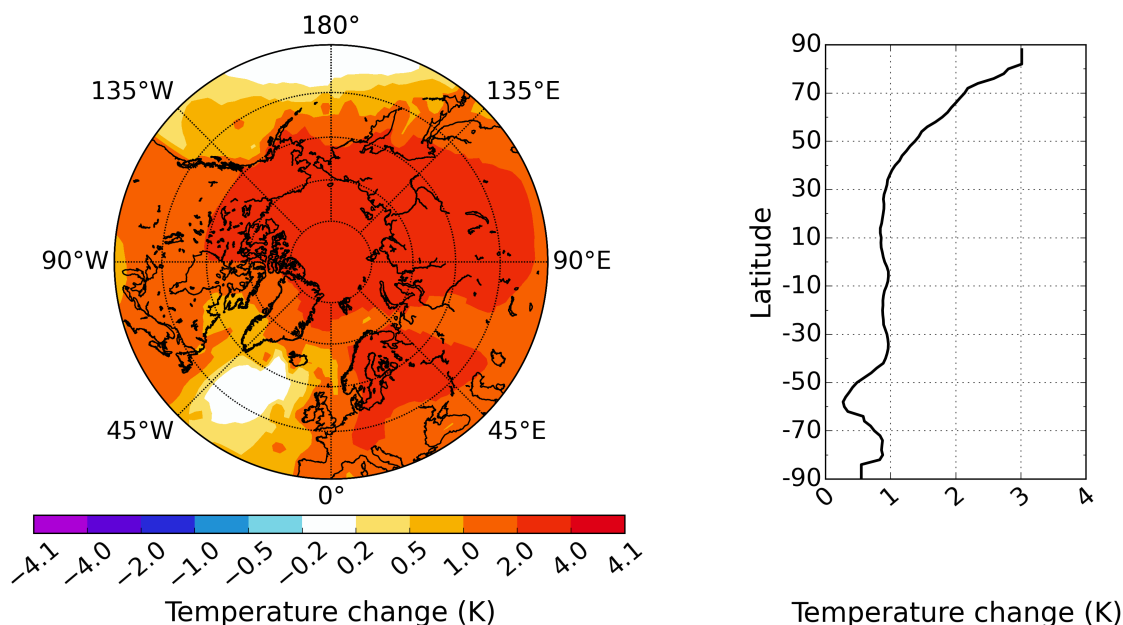 180°
135°W
135°E
90°W
90°E
45°W
45°E
0°
−4.1 −4.0 −2.0 −1.0 −0.5 −0.2 0.2 0.5 1.0 2.0 4.0 4.1
Temperature change (K)
90
70
50
30
10
-10
-30
-50
-70
-90
Latitude
0 1 2 3 4
Temperature change (K)